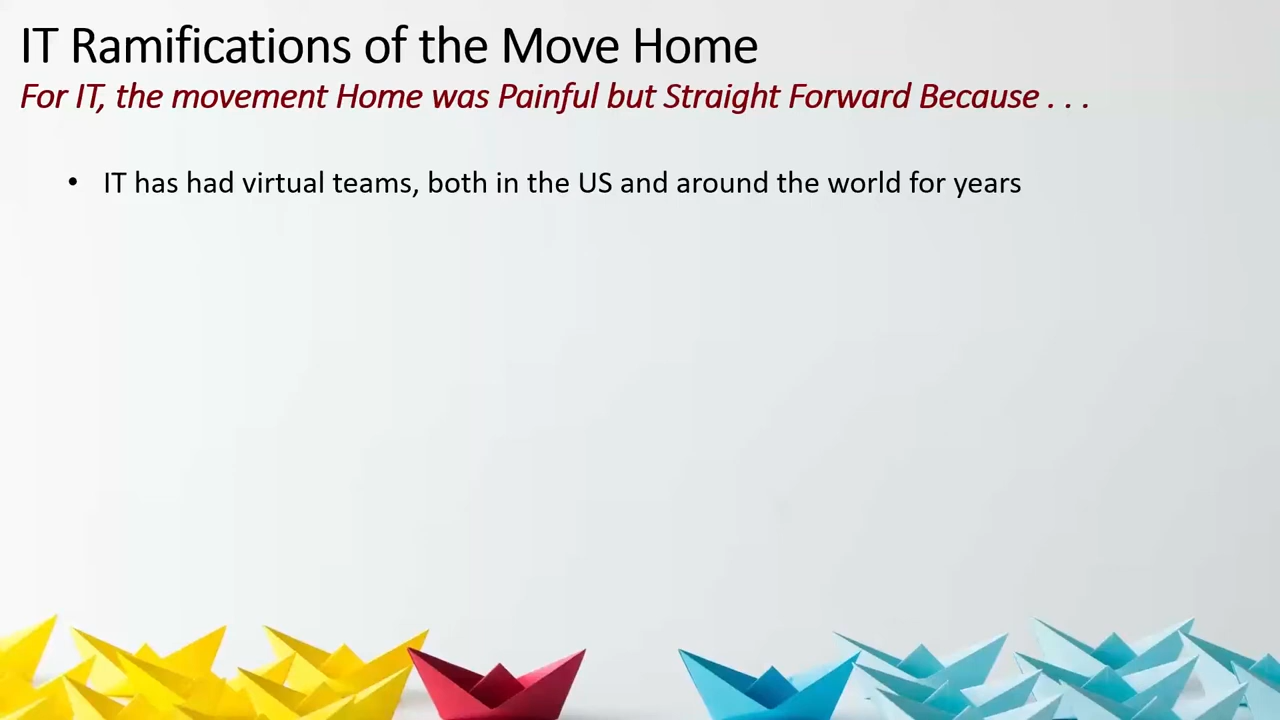 IT Ramifications of the Move Home
For IT, the movement Home was Painful but Straight Forward Because . . .
• IT has had virtual teams, both in the US and around the world for years